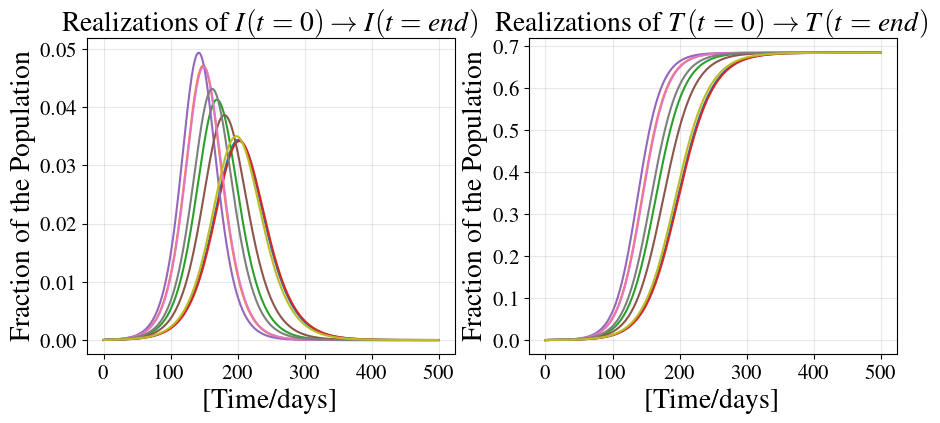 Realizations of I(t = 0) → I(t = end)
Fraction of the Population
0.05
0.04
0.03
0.02
0.01
0.00
0 100 200 300 400 500
[Time/days]
Realizations of T(t = 0) → T(t = end)
Fraction of the Population
0.7
0.6
0.5
0.4
0.3
0.2
0.1
0.0
0 100 200 300 400 500
[Time/days]